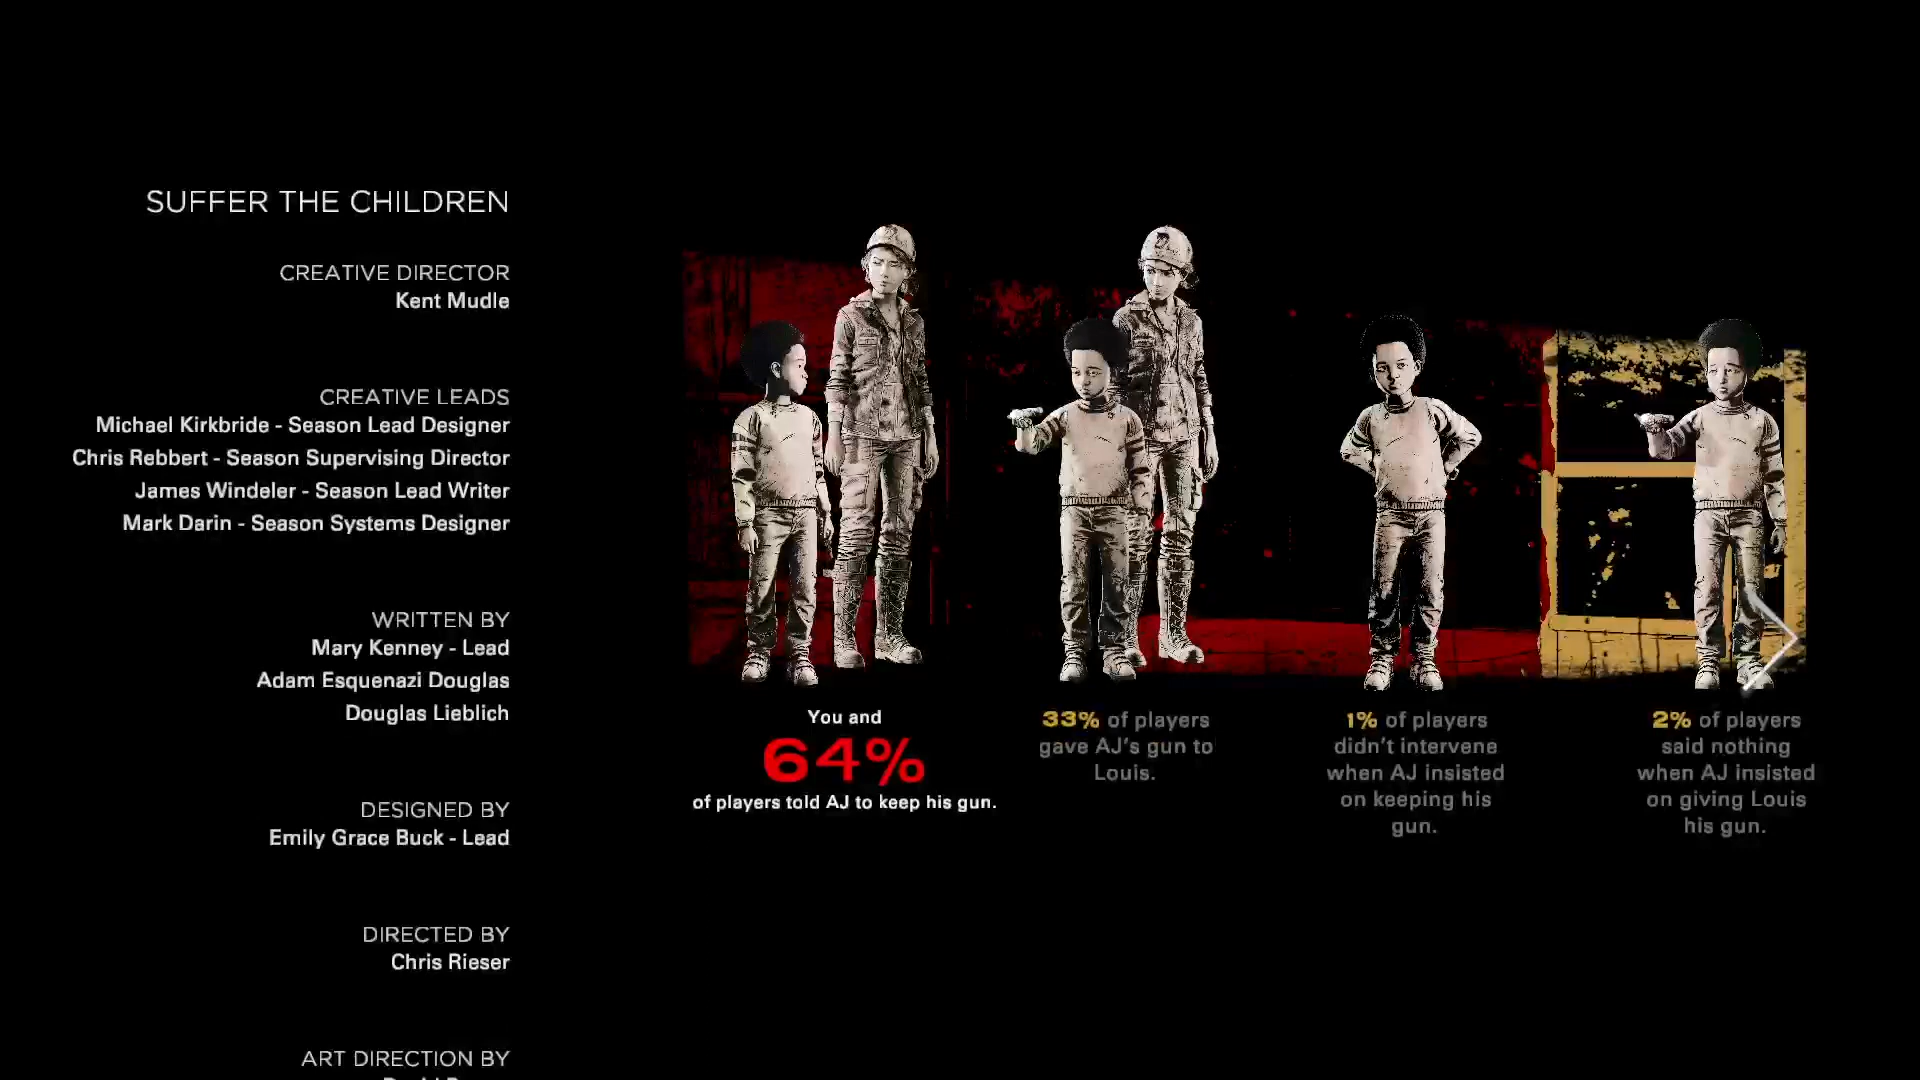 SUFFER THE CHILDREN
CREATIVE DIRECTOR
Kent Mudle
CREATIVE LEADS
Michael Kirkbride - Season Lead Designer
Chris Rebbert - Season Supervising Director
James Windeler - Season Lead Writer
Mark Darin - Season Systems Designer
WRITTEN BY
Mary Kenney - Lead
Adam Esquenazi Douglas
Douglas Lieblich
DESIGNED BY
Emily Grace Buck - Lead
DIRECTED BY
Chris Rieser
ART DIRECTION BY
You and
64%
of players told AJ to keep his gun.
33% of players
gave AJ's gun to
Louis.
1% of players
didn't intervene
when AJ insisted
on keeping his
gun.
2% of players
said nothing
when AJ insisted
on giving Louis
his gun.